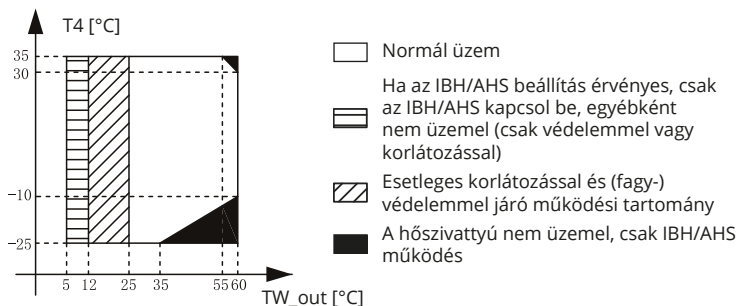 T4 [°C]
35
30
-10
-25
5 12 25 35 55 60
TW_out [°C]
Normál üzem
Ha az IBH/AHS beállítás érvényes, csak
az IBH/AHS kapcsol be, egyébként
nem üzemel (csak védelemmel vagy
korlátozással)
Esetleges korlátozással és (fagy-)
védelemmel járó működési tartomány
A hőszivattyú nem üzemel, csak IBH/AHS
működés